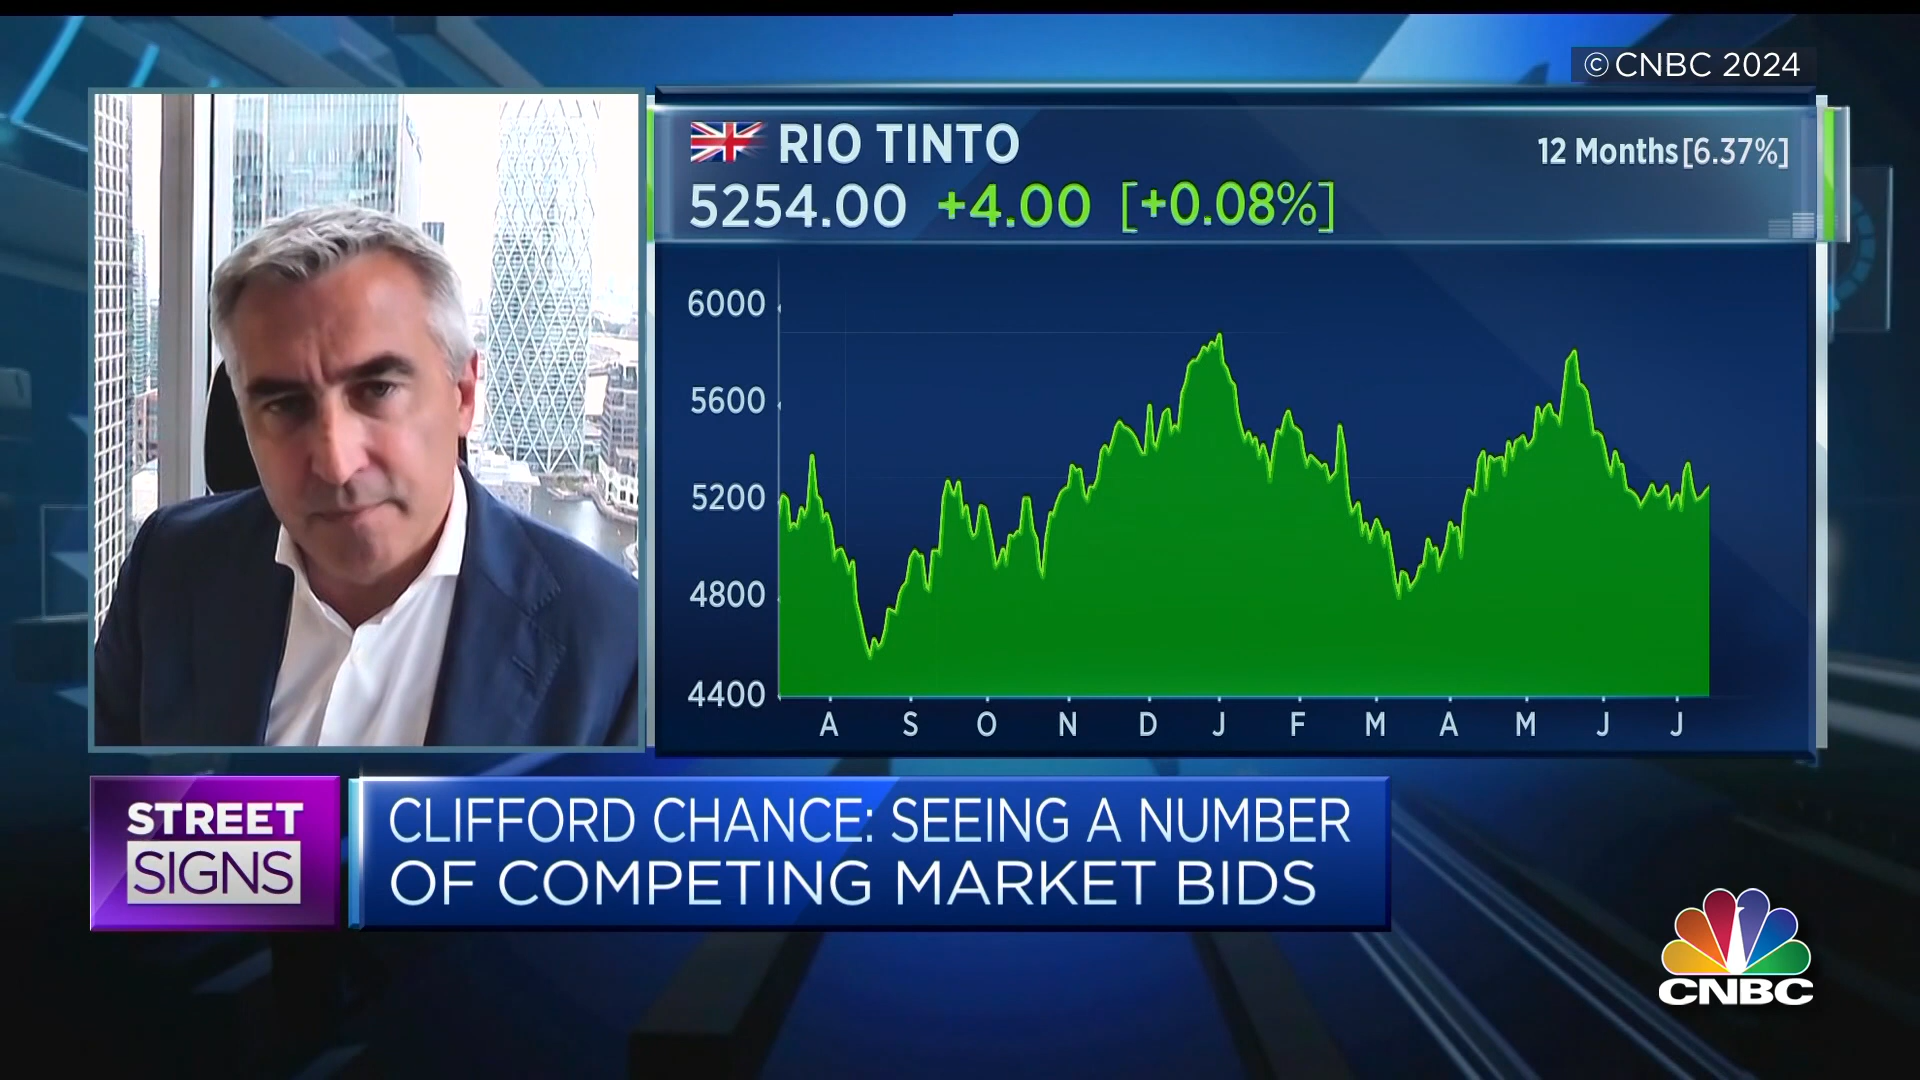 © CNBC 2024
RIO TINTO
12 Months [6.37%]
5254.00 +4.00 [+0.08%]
6000
5600
5200
4800
4400
A S O N D J F M A M J J
STREET
SIGNS
CLIFFORD CHANCE: SEEING A NUMBER
OF COMPETING MARKET BIDS
CNBC